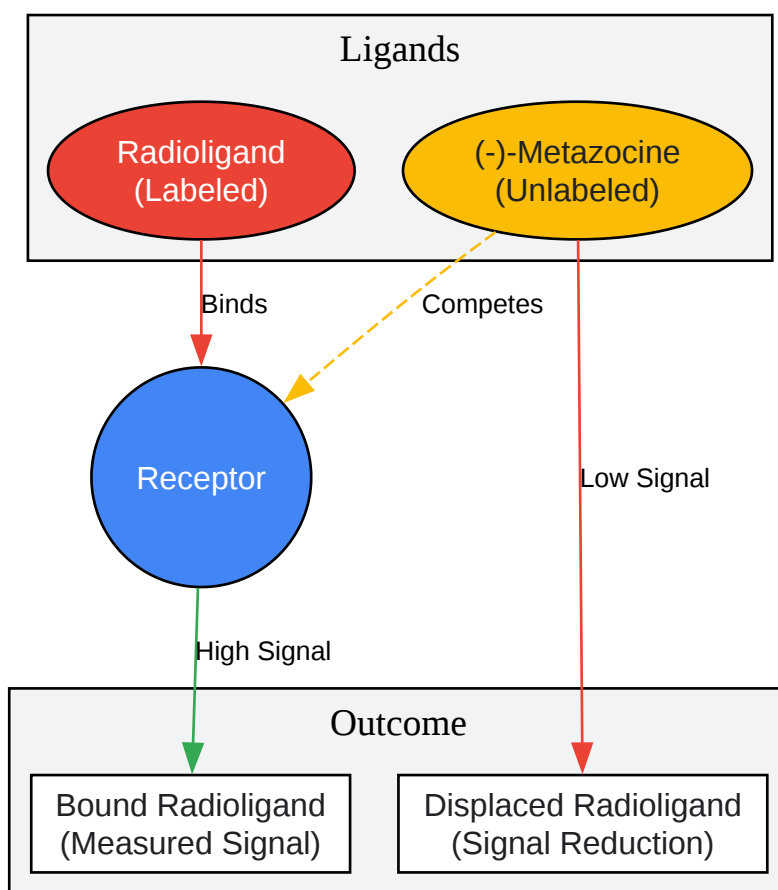 Ligands
Radioligand
(Labeled)
(-)-Metazocine
(Unlabeled)
Binds
Competes
Receptor
Low Signal
High Signal
Outcome
Bound Radioligand
(Measured Signal)
Displaced Radioligand
(Signal Reduction)